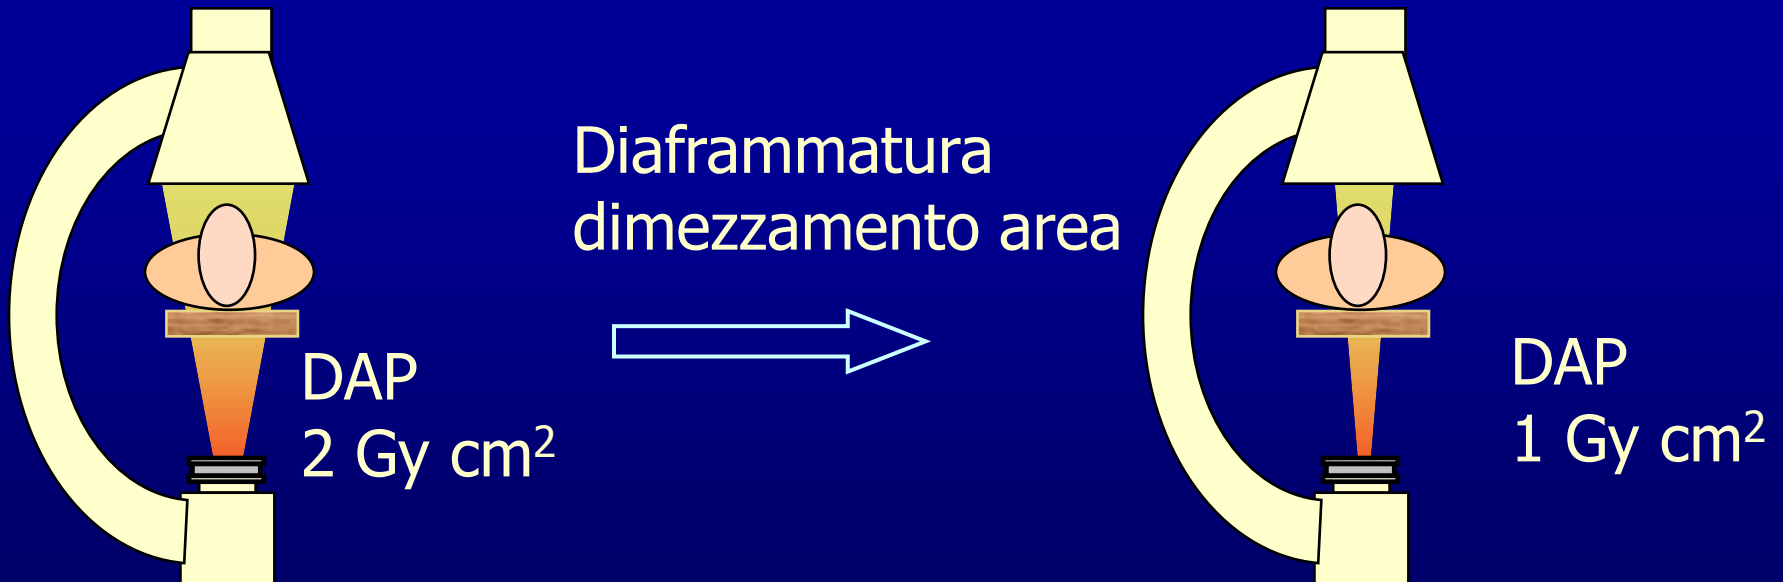 Diaframmatura
dimezzamento area
DAP
2 Gy cm²
DAP
1 Gy cm²